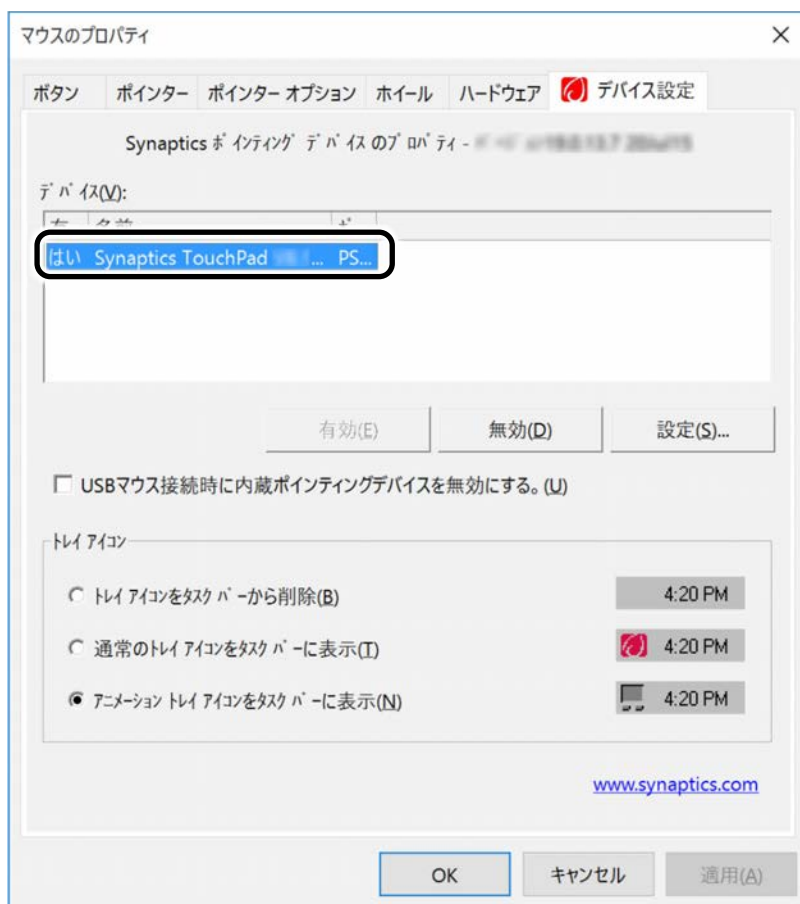 マウスのプロパティ
ボタン ポインター ポインター オプション ホイール ハードウェア デバイス設定
Synaptics ﾎﾟｲﾝﾃｨﾝｸﾞ ﾃﾞﾊﾞｲｽ のﾌﾟﾛﾊﾟﾃｨ -
ﾃﾞﾊﾞｲｽ(V):
はい Synaptics TouchPad ... PS...
有効(E) 無効(D) 設定(S)...
USBマウス接続時に内蔵ポインティングデバイスを無効にする。(U)
ﾄﾚｲ ｱｲｺﾝ
ﾄﾚｲ ｱｲｺﾝをﾀｽｸ ﾊﾞｰから削除(B) 4:20 PM
通常のﾄﾚｲ ｱｲｺﾝをﾀｽｸ ﾊﾞｰに表示(T) 4:20 PM
ｱﾆﾒｰｼｮﾝ ﾄﾚｲ ｱｲｺﾝをﾀｽｸ ﾊﾞｰに表示(N) 4:20 PM
www.synaptics.com
OK キャンセル 適用(A)